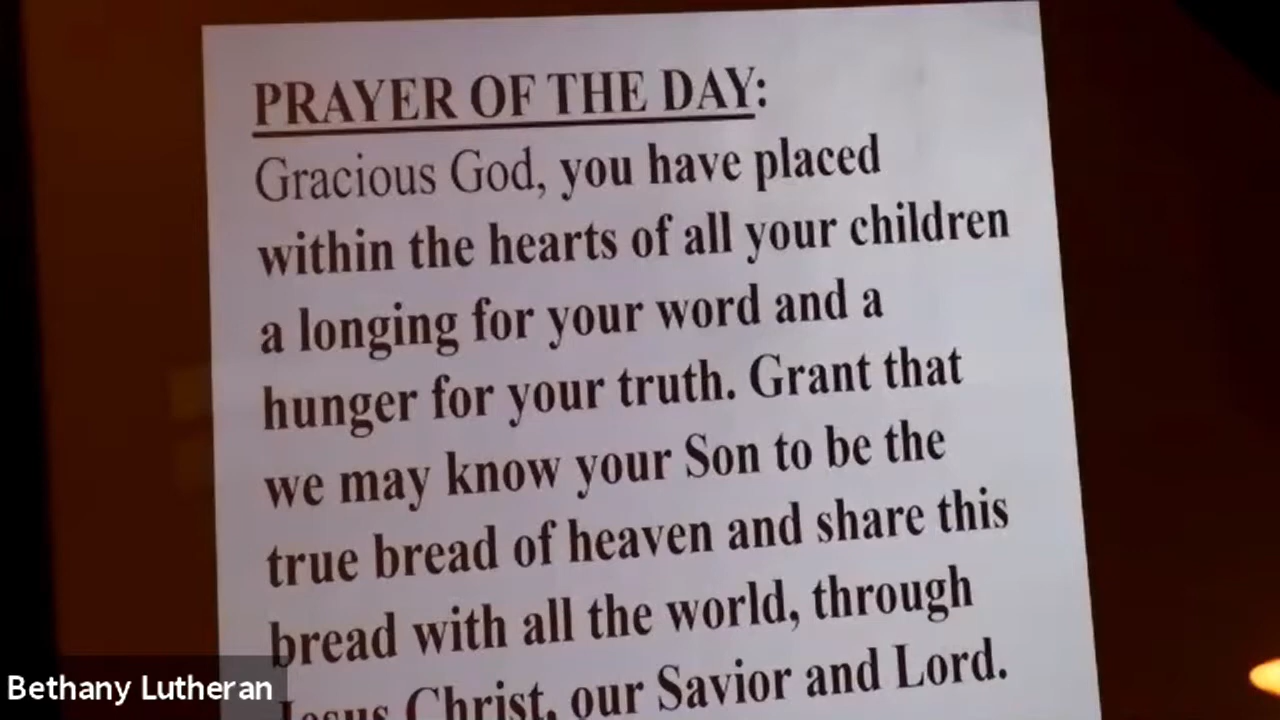 PRAYER OF THE DAY:
Gracious God, you have placed
within the hearts of all your children
a longing for your word and a
hunger for your truth. Grant that
we may know your Son to be the
true bread of heaven and share this
bread with all the world, through
Jesus Christ, our Savior and Lord.
Bethany Lutheran